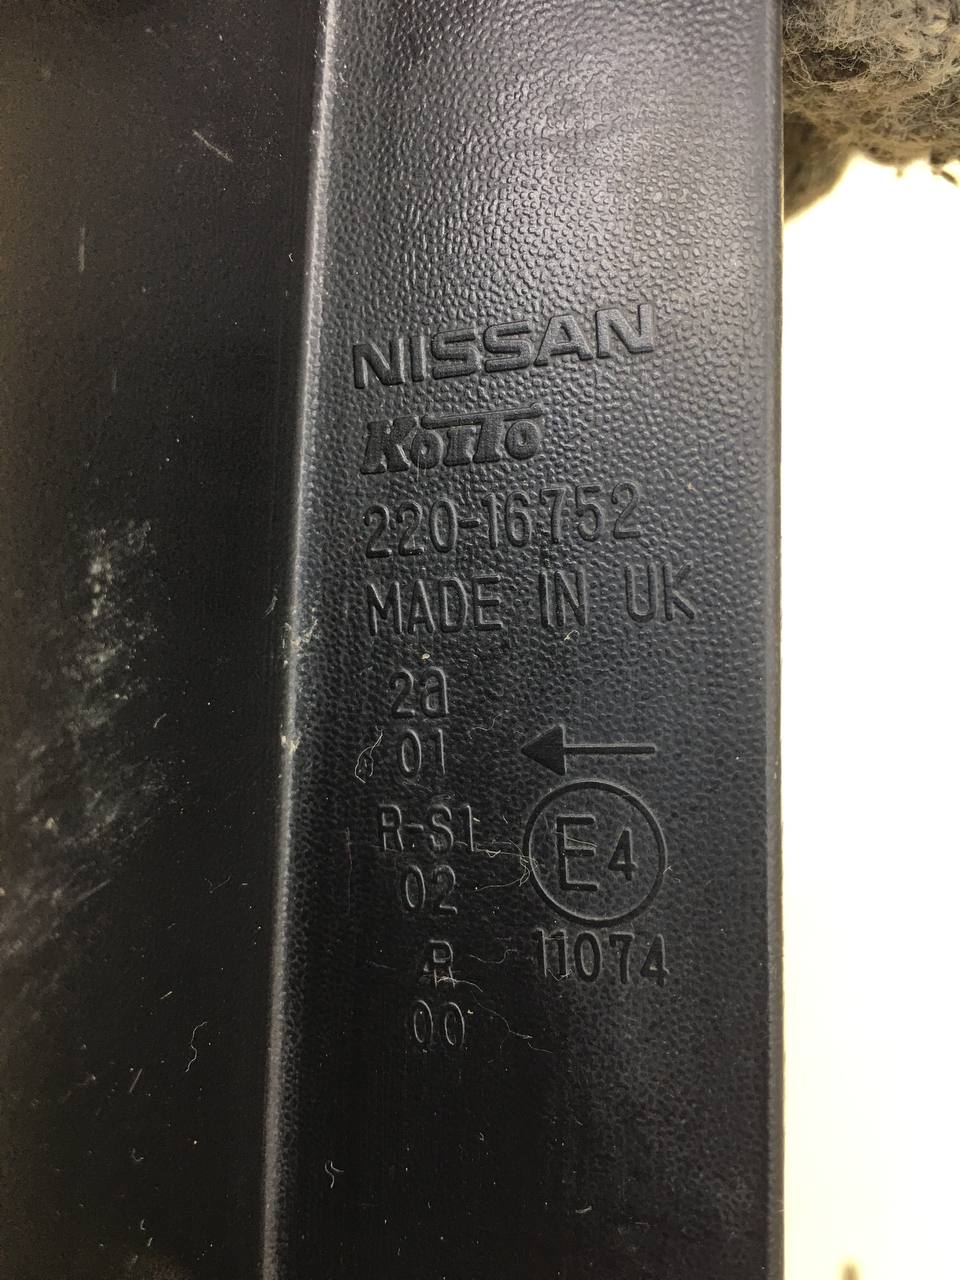 NISSAN
KOITO
220-16752
MADE IN UK
2a
01
R-S1
02
R
00
E4
11074